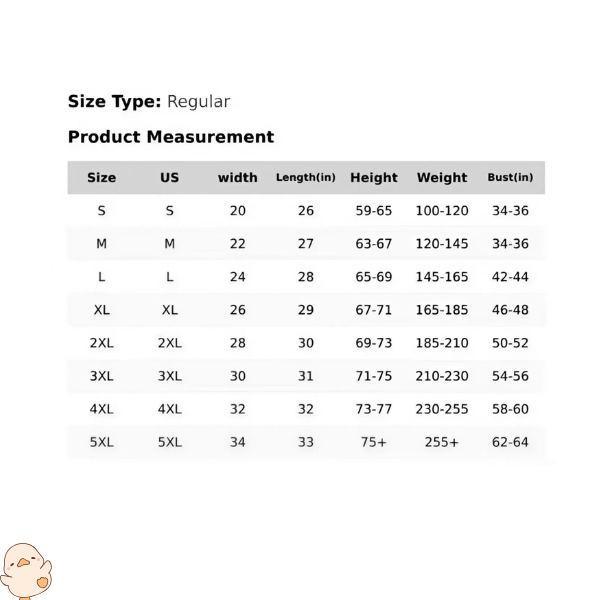 Size Type: Regular
Product Measurement
Size US width Length(in) Height Weight Bust(in)
S S 20 26 59-65 100-120 34-36
M M 22 27 63-67 120-145 34-36
L L 24 28 65-69 145-165 42-44
XL XL 26 29 67-71 165-185 46-48
2XL 2XL 28 30 69-73 185-210 50-52
3XL 3XL 30 31 71-75 210-230 54-56
4XL 4XL 32 32 73-77 230-255 58-60
5XL 5XL 34 33 75+ 255+ 62-64